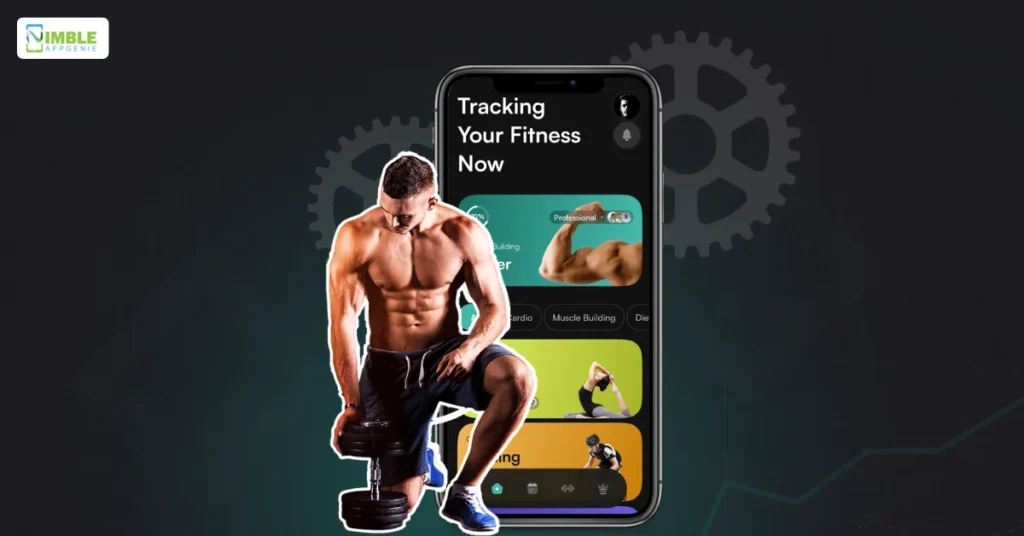 NIMBLE
APPGENIE
Tracking
Your Fitness
Now
Professional
Building
Cardio
Muscle Building